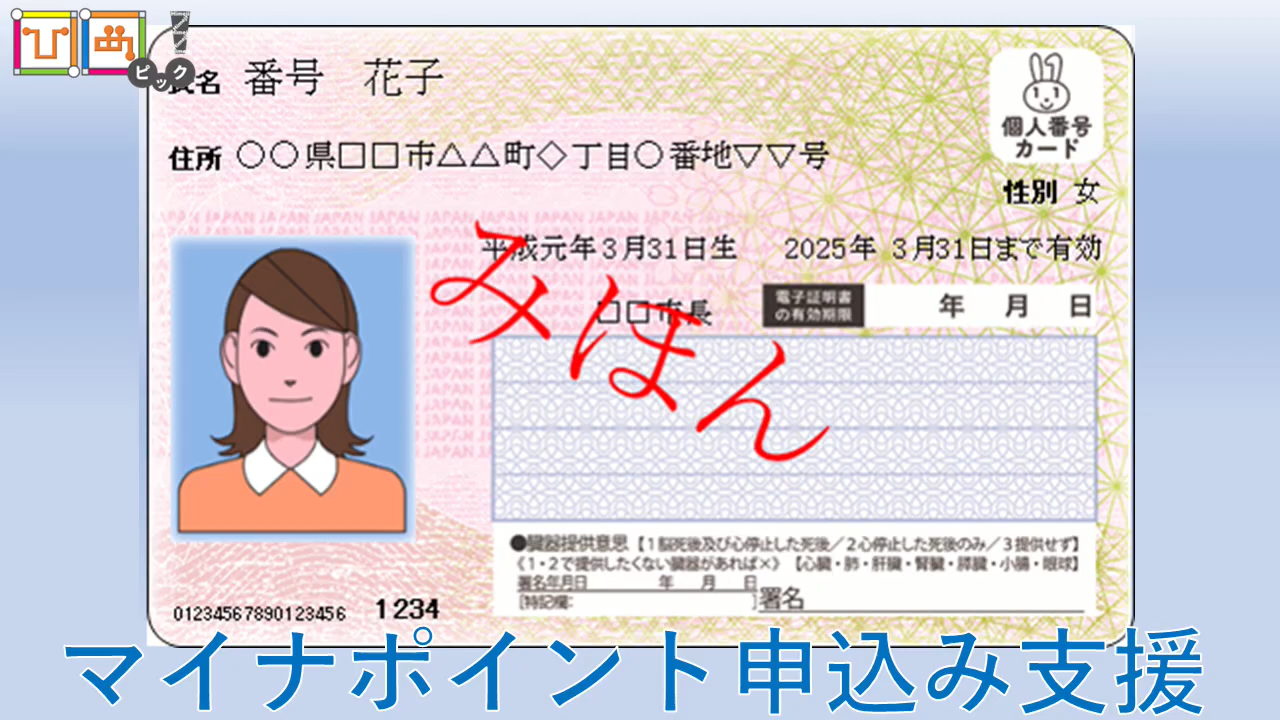 ひめ!
ピック
氏名 番号 花子
個人番号
カード
住所 ○○県□□市△△町◇丁目○番地▽▽号
性別 女
平成元年3月31日生 2025年 3月31日まで有効
□□市長
電子証明書
の有効期限
年 月 日
みほん
JAPAN JAPAN JAPAN JAPAN JAPAN
●臓器提供意思【1脳死後及び心停止した死後/2心停止した死後のみ/3提供せず】
《1・2で提供したくない臓器があれば×》【心臓・肺・肝臓・腎臓・膵臓・小腸・眼球】
署名年月日 年 月 日
[特記欄: ]署名
01234567890123456 1234
マイナポイント申込み支援